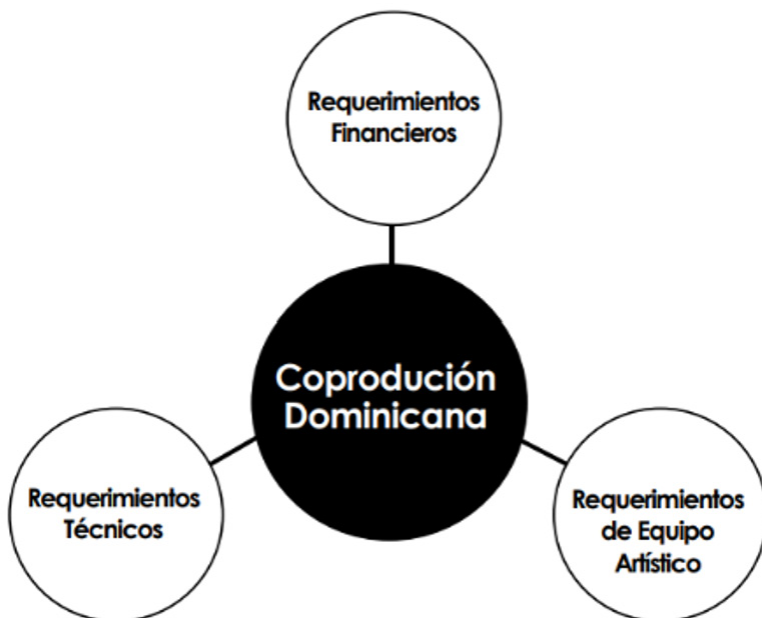 Requerimientos
Financieros
Coprodución
Dominicana
Requerimientos
Técnicos
Requerimientos
de Equipo
Artístico